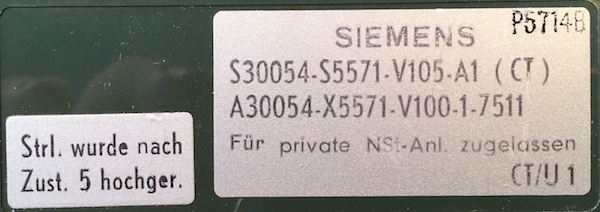 P5714B
SIEMENS
S30054-S5571-V105-A1 (CT)
A30054-X5571-V100-1-7511
Für private NSt-Anl. zugelassen
CT/U 1
Strl. wurde nach
Zust. 5 hochger.